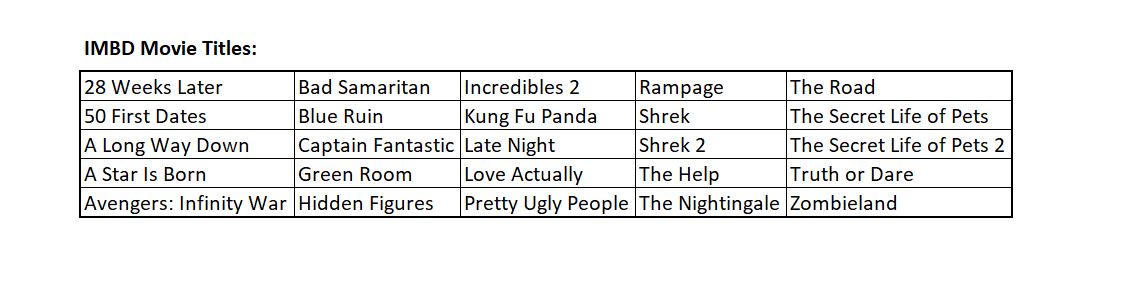 IMBD Movie Titles:
28 Weeks Later Bad Samaritan Incredibles 2 Rampage The Road
50 First Dates Blue Ruin Kung Fu Panda Shrek The Secret Life of Pets
A Long Way Down Captain Fantastic Late Night Shrek 2 The Secret Life of Pets 2
A Star Is Born Green Room Love Actually The Help Truth or Dare
Avengers: Infinity War Hidden Figures Pretty Ugly People The Nightingale Zombieland